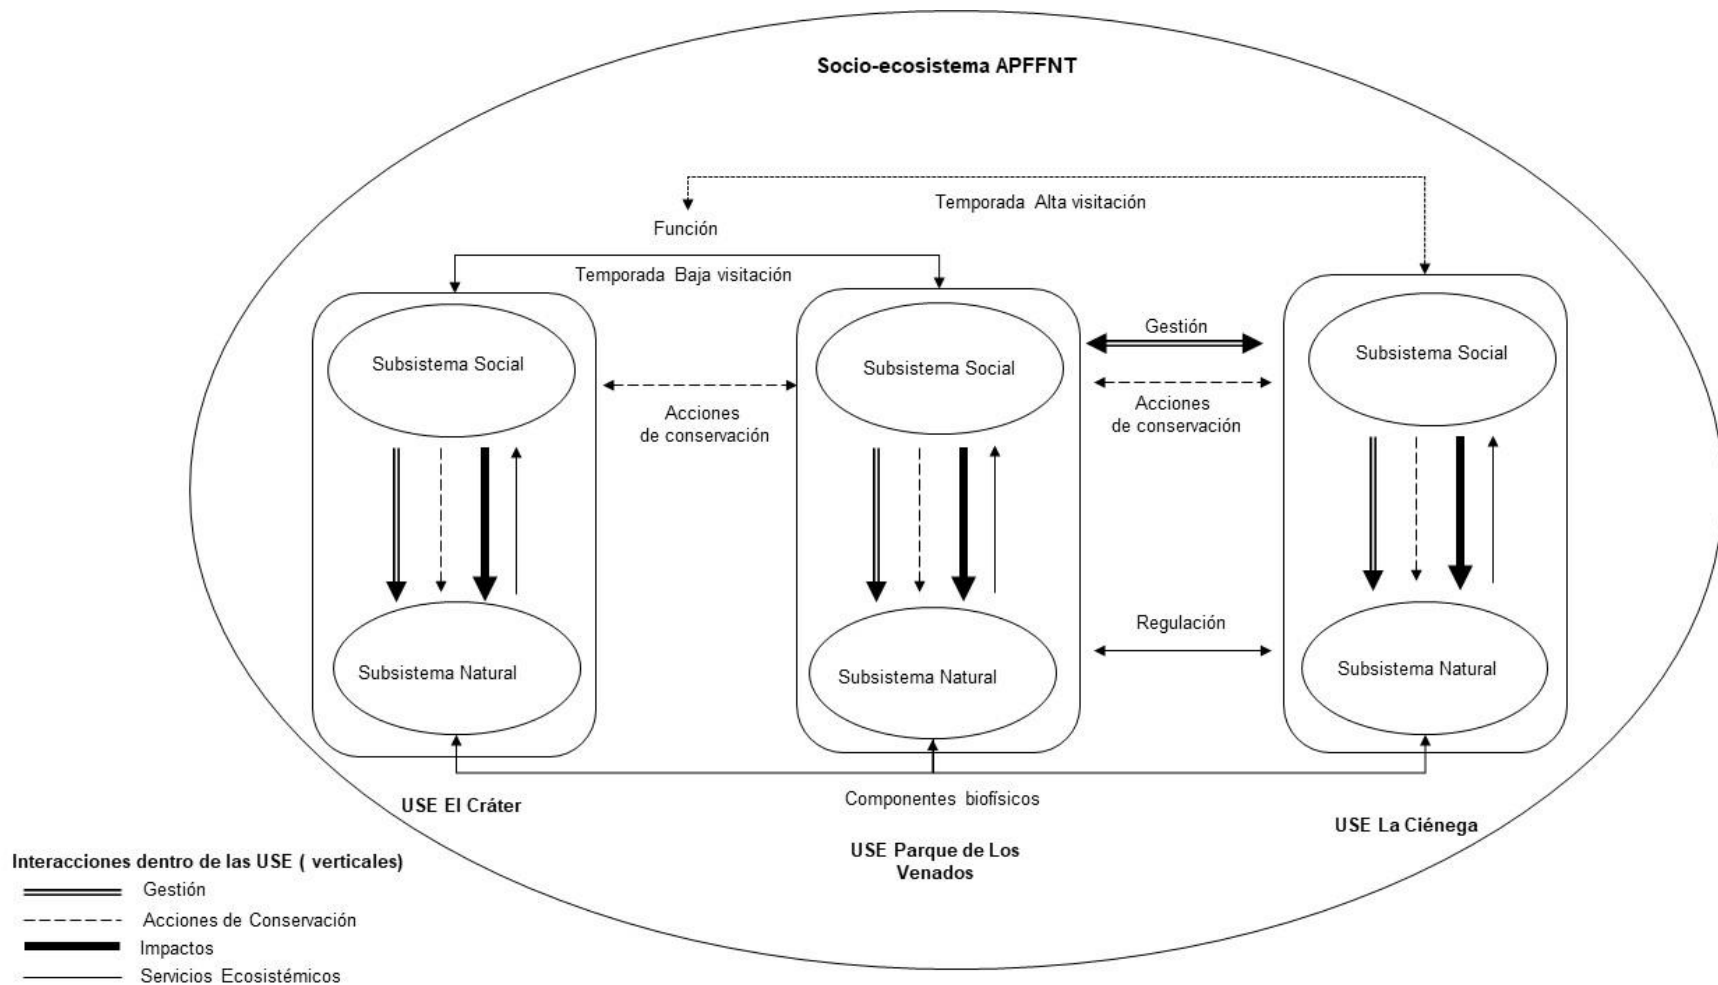 Socio-ecosistema APFFNT
Temporada Alta visitación
Función
Temporada Baja visitación
Subsistema Social
Subsistema Social
Subsistema Social
Gestión
Acciones
de conservación
Acciones
de conservación
Regulación
Subsistema Natural
Subsistema Natural
Subsistema Natural
Componentes biofísicos
USE El Cráter
USE Parque de Los
Venados
USE La Ciénega
Interacciones dentro de las USE ( verticales)
Gestión
Acciones de Conservación
Impactos
Servicios Ecosistémicos